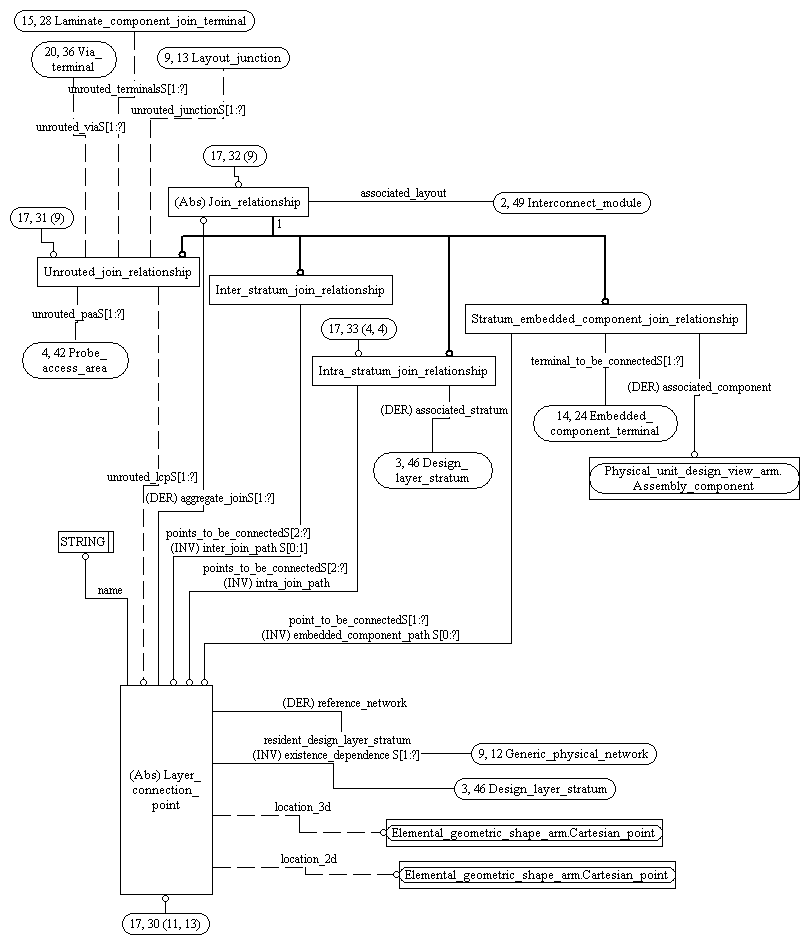 15, 28 Laminate_component_join_terminal
20, 36 Via_
terminal
9, 13 Layout_junction
unrouted_terminalsS[1:?]
unrouted_junctionS[1:?]
unrouted_viaS[1:?]
17, 32 (9)
(Abs) Join_relationship
associated_layout
2, 49 Interconnect_module
1
17, 31 (9)
Unrouted_join_relationship
Inter_stratum_join_relationship
Stratum_embedded_component_join_relationship
unrouted_paaS[1:?]
17, 33 (4, 4)
4, 42 Probe_
access_area
Intra_stratum_join_relationship
terminal_to_be_connectedS[1:?]
(DER) associated_component
(DER) associated_stratum
14, 24 Embedded_
component_terminal
3, 46 Design_
layer_stratum
Physical_unit_design_view_arm.
Assembly_component
unrouted_lcpS[1:?]
(DER) aggregate_joinS[1:?]
STRING
points_to_be_connectedS[2:?]
(INV) inter_join_path S[0:1]
points_to_be_connectedS[2:?]
(INV) intra_join_path
name
point_to_be_connectedS[1:?]
(INV) embedded_component_path S[0:?]
(DER) reference_network
resident_design_layer_stratum
(INV) existence_dependence S[1:?]
9, 12 Generic_physical_network
(Abs) Layer_
connection_
point
3, 46 Design_layer_stratum
location_3d
Elemental_geometric_shape_arm.Cartesian_point
location_2d
Elemental_geometric_shape_arm.Cartesian_point
17, 30 (11, 13)